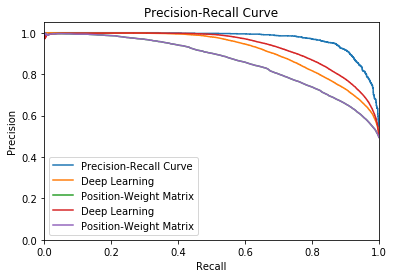 Precision-Recall Curve
1.0
0.8
0.6
0.4
0.2
0.0
Precision
Precision-Recall Curve
Deep Learning
Position-Weight Matrix
Deep Learning
Position-Weight Matrix
0.0 0.2 0.4 0.6 0.8 1.0
Recall